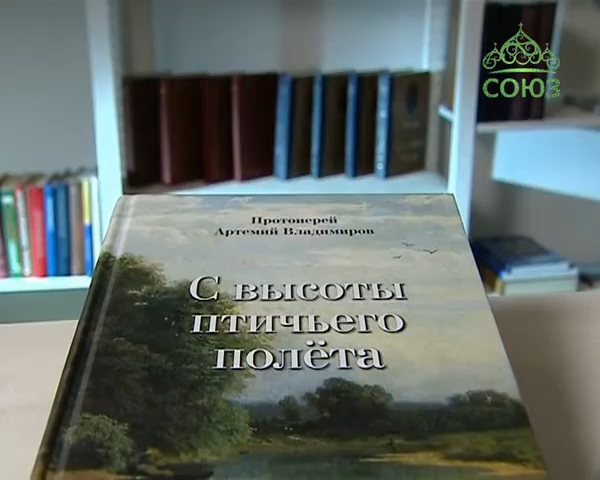 СОЮЗ
Протоиерей
Артемий Владимиров
С высоты
птичьего
полёта